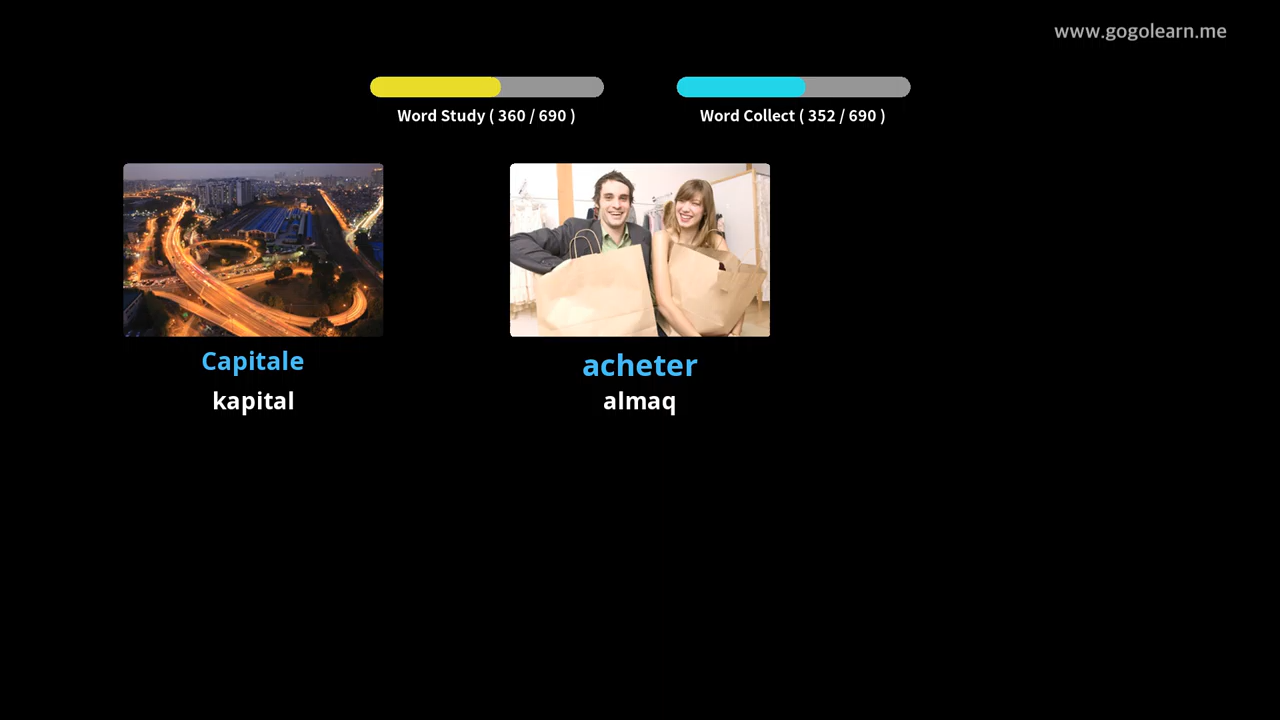 www.gogolearn.me
Word Study ( 360 / 690 )
Word Collect ( 352 / 690 )
Capitale
kapital
acheter
almaq